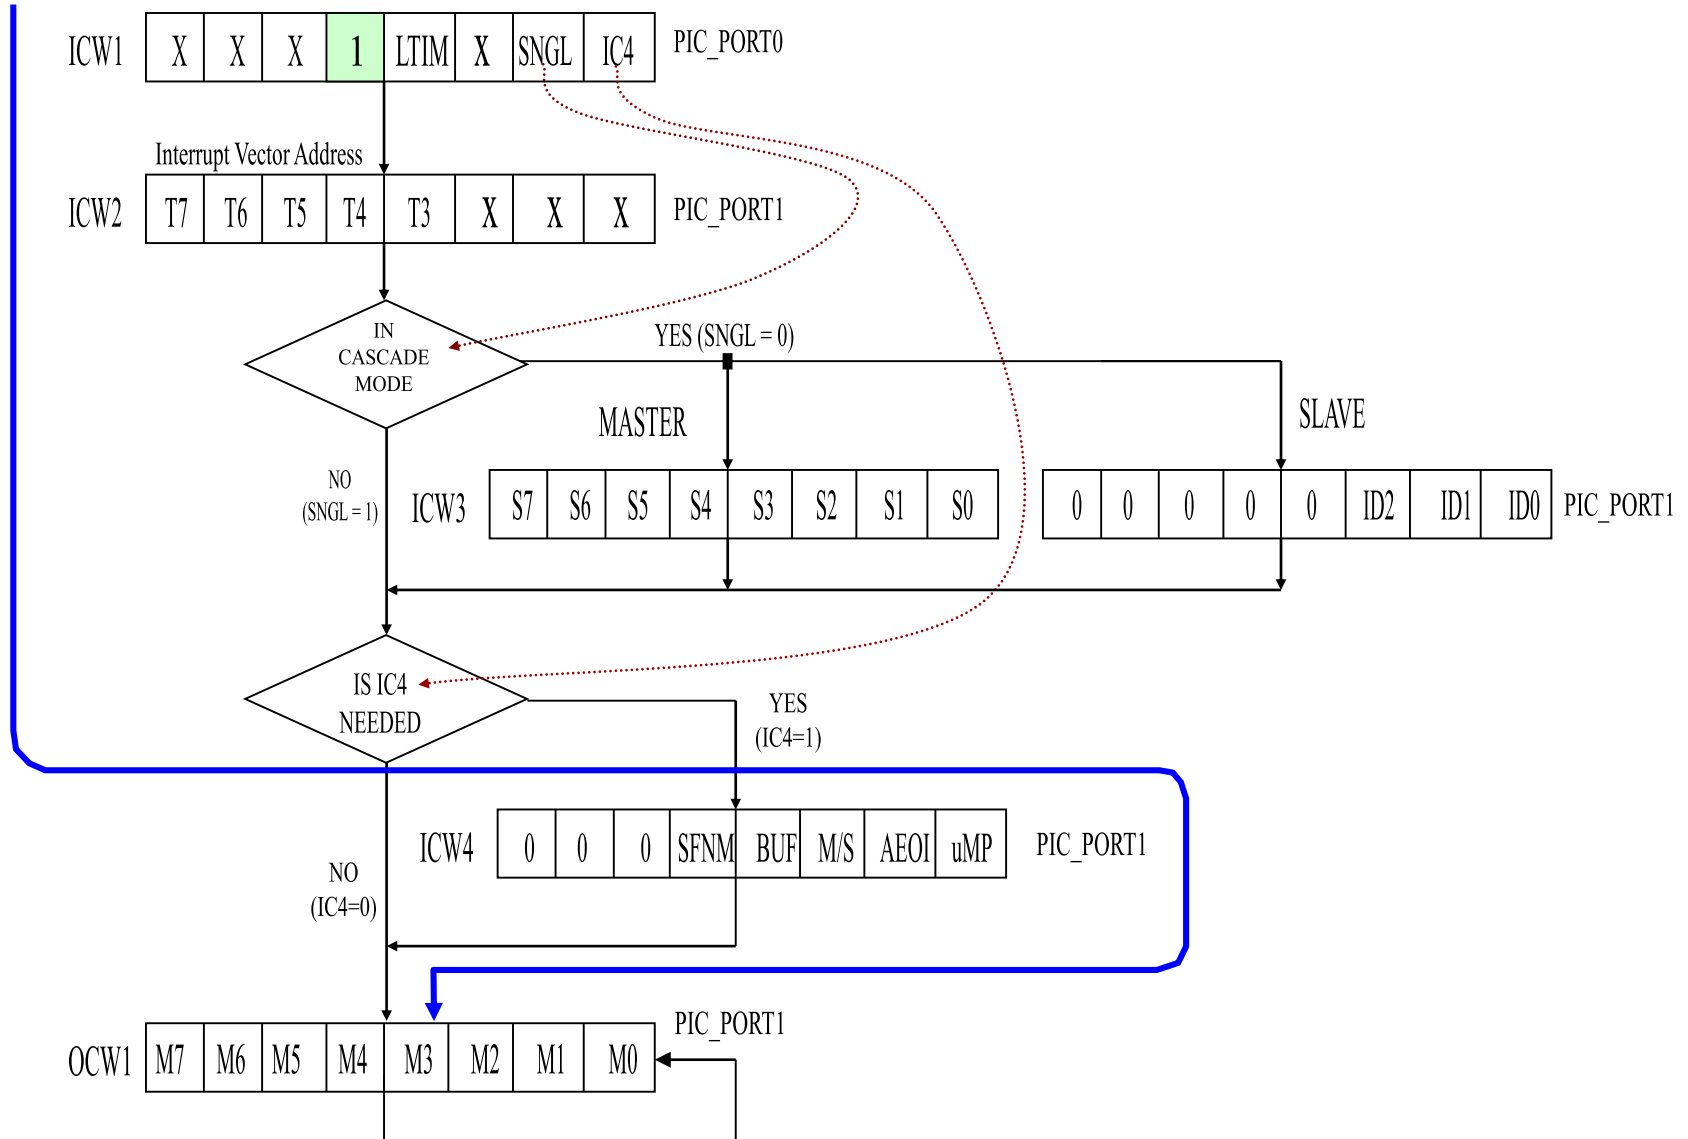 ICW1 X X X 1 LTIM X SNGL IC4 PIC_PORT0
Interrupt Vector Address
ICW2 T7 T6 T5 T4 T3 X X X PIC_PORT1
IN
CASCADE
MODE
YES (SNGL = 0)
MASTER
SLAVE
NO
(SNGL = 1)
ICW3 S7 S6 S5 S4 S3 S2 S1 S0
0 0 0 0 0 ID2 ID1 ID0 PIC_PORT1
IS IC4
NEEDED
YES
(IC4=1)
ICW4 0 0 0 SFNM BUF M/S AEOI uMP PIC_PORT1
NO
(IC4=0)
PIC_PORT1
OCW1 M7 M6 M5 M4 M3 M2 M1 M0